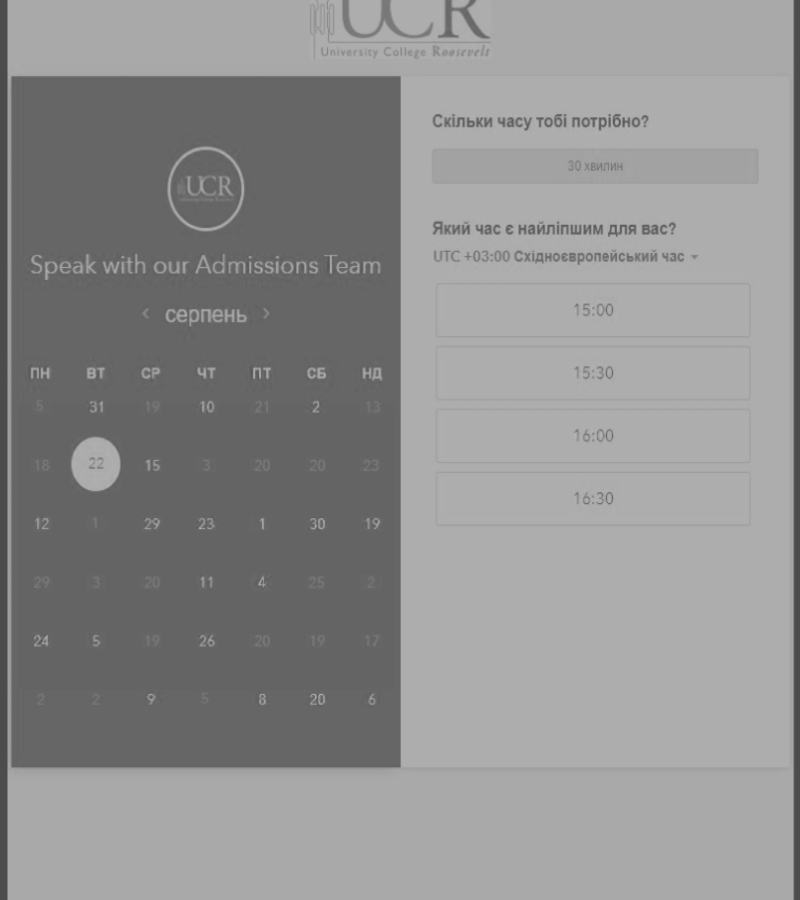 UCR
University College Roosevelt
UCR
Speak with our Admissions Team
< серпень >
ПН ВТ СР ЧТ ПТ СБ НД
5 31 19 10 21 2 13
18 22 15 3 20 20 23
12 1 29 23 1 30 19
29 3 20 11 4 25 2
24 5 19 26 20 19 17
2 2 9 5 8 20 6
Скільки часу тобі потрібно?
30 хвилин
Який час є найліпшим для вас?
UTC +03:00 Східноєвропейський час
15:00
15:30
16:00
16:30